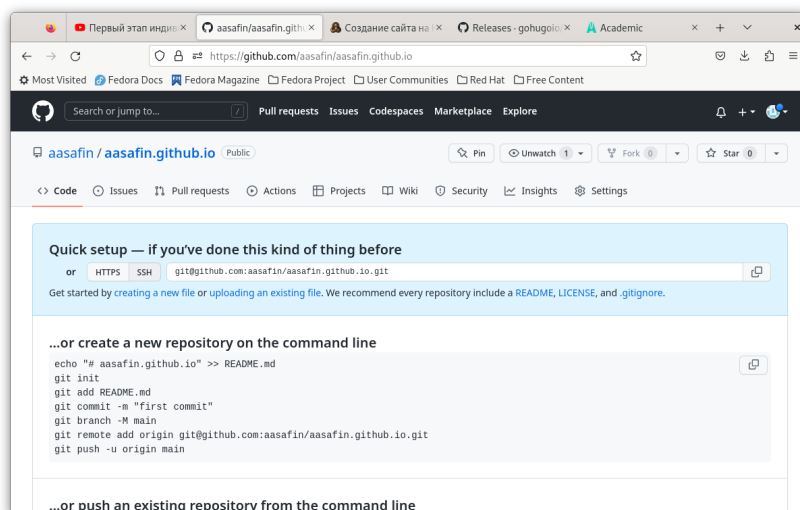 Первый этап индив
aasafin/aasafin.githu
Создание сайта на
Releases · gohugoio/
Academic
https://github.com/aasafin/aasafin.github.io
Most Visited Fedora Docs Fedora Magazine Fedora Project User Communities Red Hat Free Content
Search or jump to... / Pull requests Issues Codespaces Marketplace Explore
aasafin / aasafin.github.io Public Pin Unwatch 1 Fork 0 Star 0
Code Issues Pull requests Actions Projects Wiki Security Insights Settings
Quick setup — if you've done this kind of thing before
or HTTPS SSH git@github.com:aasafin/aasafin.github.io.git
Get started by creating a new file or uploading an existing file. We recommend every repository include a README, LICENSE, and .gitignore.
...or create a new repository on the command line
echo "# aasafin.github.io" >> README.md
git init
git add README.md
git commit -m "first commit"
git branch -M main
git remote add origin git@github.com:aasafin/aasafin.github.io.git
git push -u origin main
...or push an existing repository from the command line